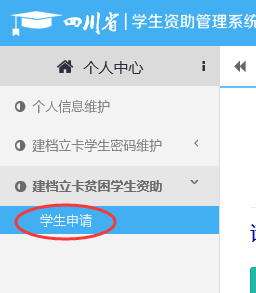 四川省|学生资助管理系统
个人中心
个人信息维护
建档立卡学生密码维护
建档立卡贫困学生资助
学生申请